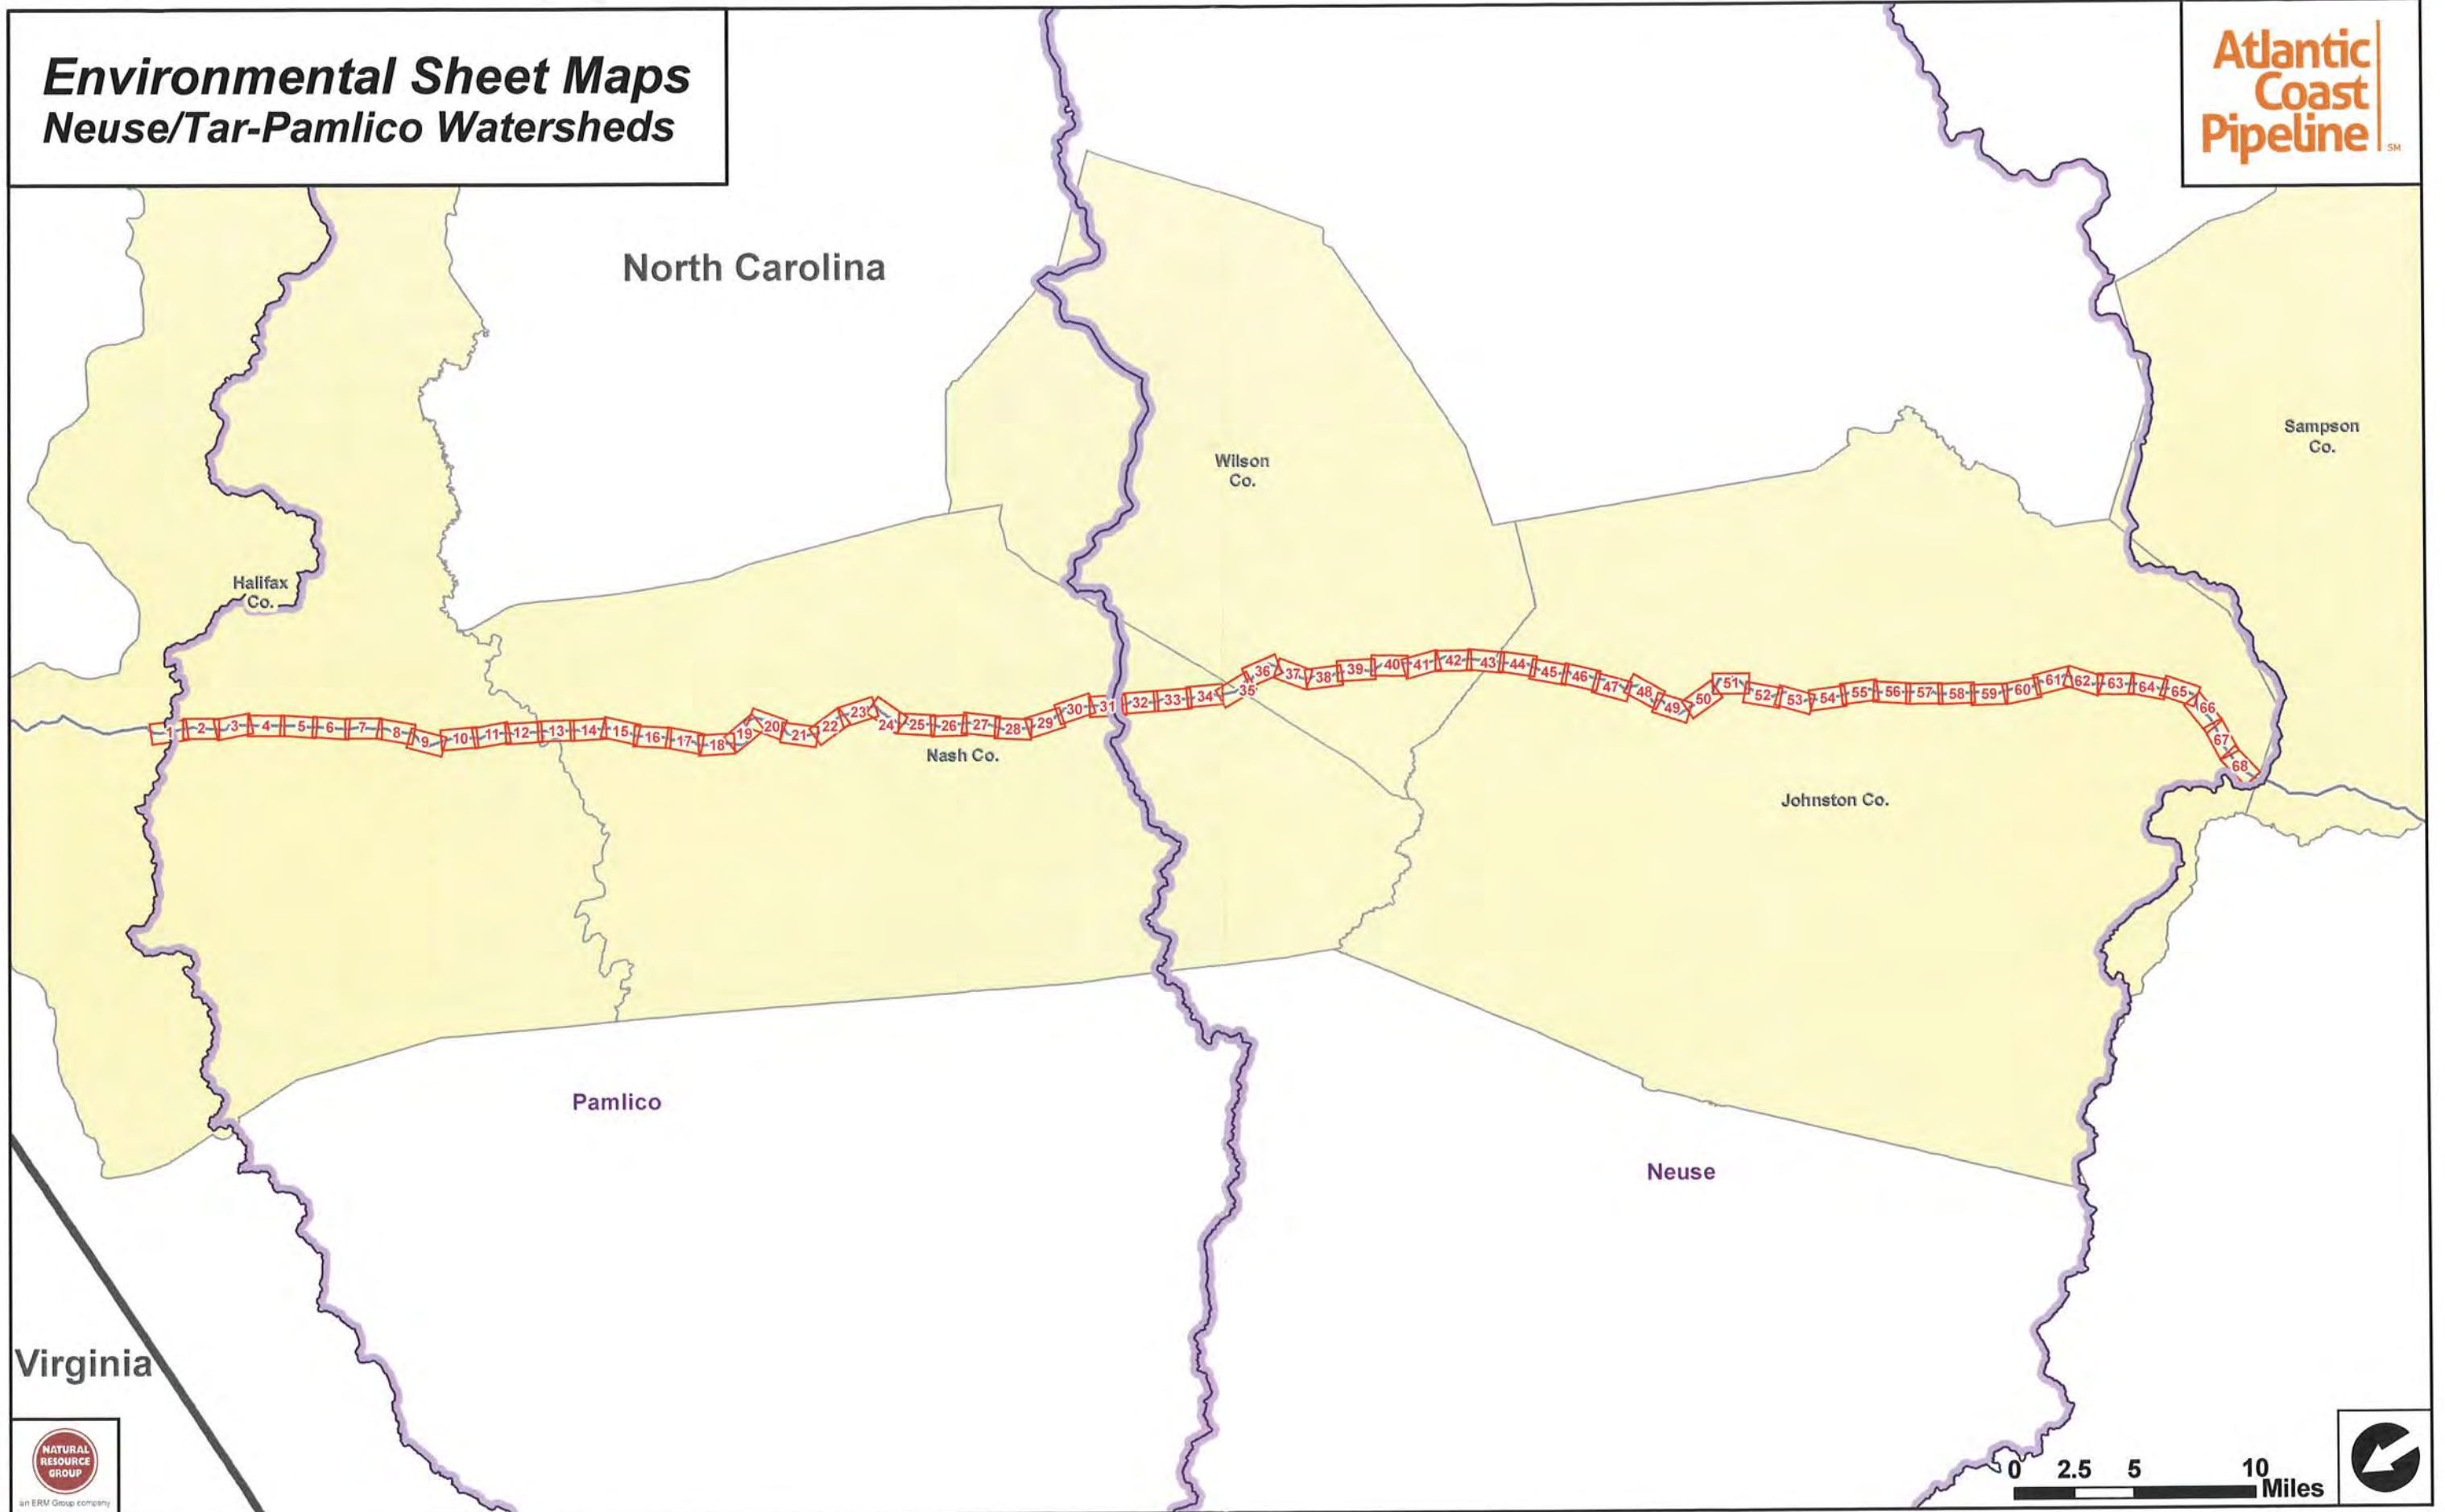 Environmental Sheet Maps
Neuse/Tar-Pamlico Watersheds
Atlantic
Coast
Pipeline
SM
North Carolina
Wilson
Co.
Sampson
Co.
Halifax
Co.
1 2 3 4 5 6 7 8 9 10 11 12 13 14 15 16 17 18 19 20 21 22 23 24 25 26 27 28 29 30 31 32 33 34 35 36 37 38 39 40 41 42 43 44 45 46 47 48 49 50 51 52 53 54 55 56 57 58 59 60 61 62 63 64 65 66 67 68
Nash Co.
Johnston Co.
Pamlico
Neuse
Virginia
NATURAL
RESOURCE
GROUP
an ERM Group company
0 2.5 5 10
Miles